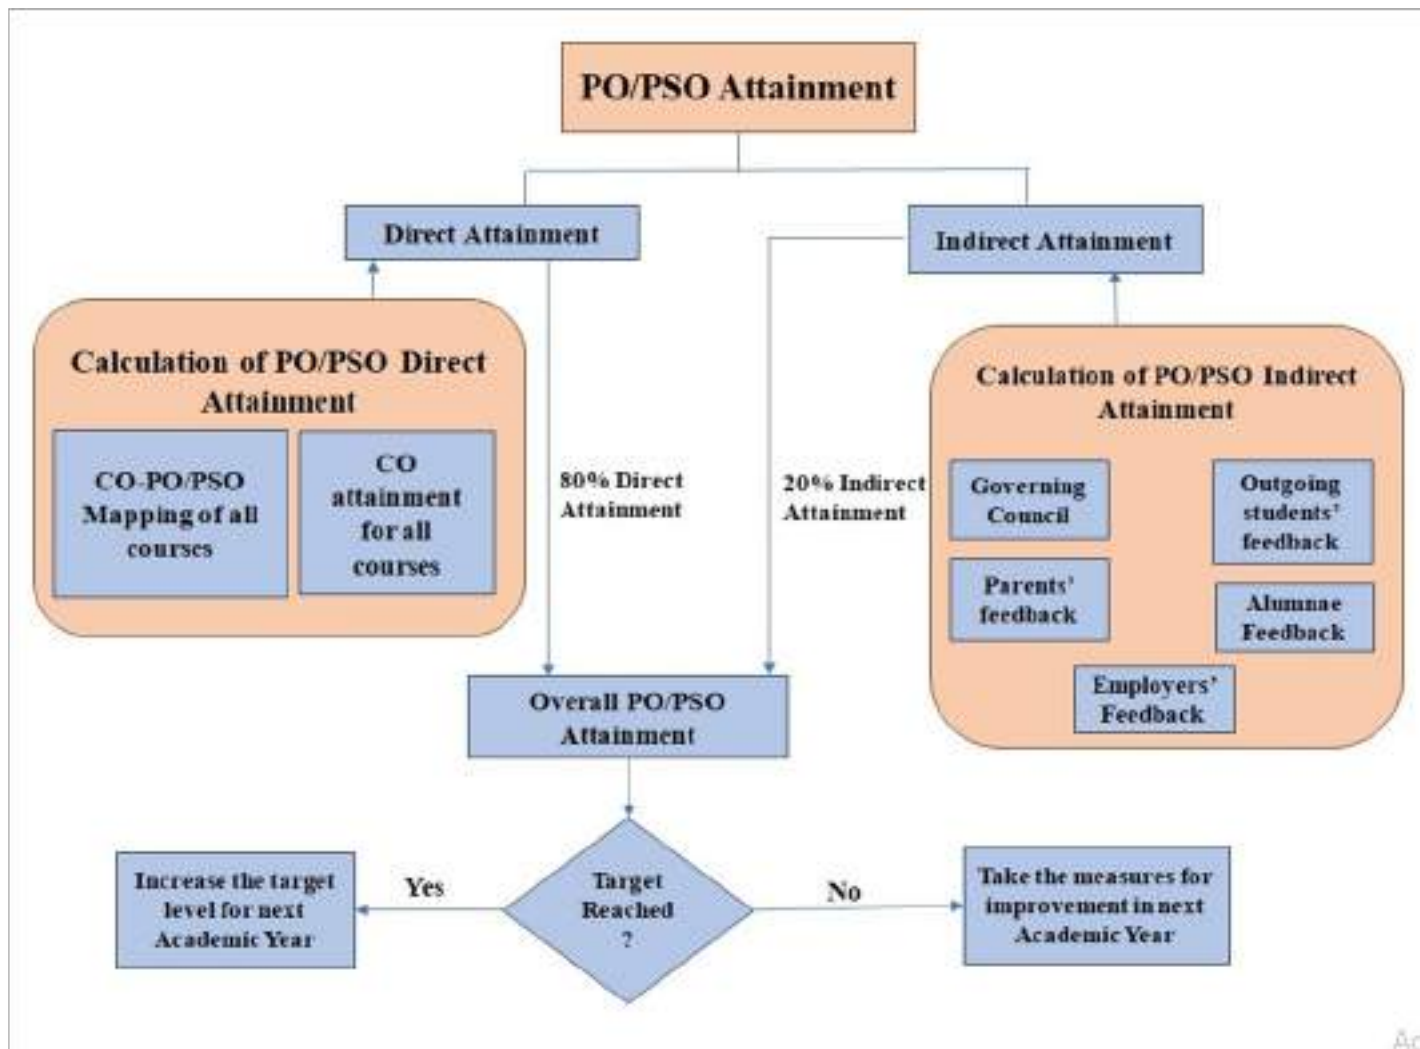 PO/PSO Attainment
Direct Attainment
Indirect Attainment
Calculation of PO/PSO Direct
Attainment
CO-PO/PSO
Mapping of all
courses
CO
attainment
for all
courses
80% Direct
Attainment
20% Indirect
Attainment
Calculation of PO/PSO Indirect
Attainment
Governing
Council
Outgoing
students'
feedback
Parents'
feedback
Alumnae
Feedback
Employers'
Feedback
Overall PO/PSO
Attainment
Target
Reached
?
Yes
No
Increase the target
level for next
Academic Year
Take the measures for
improvement in next
Academic Year